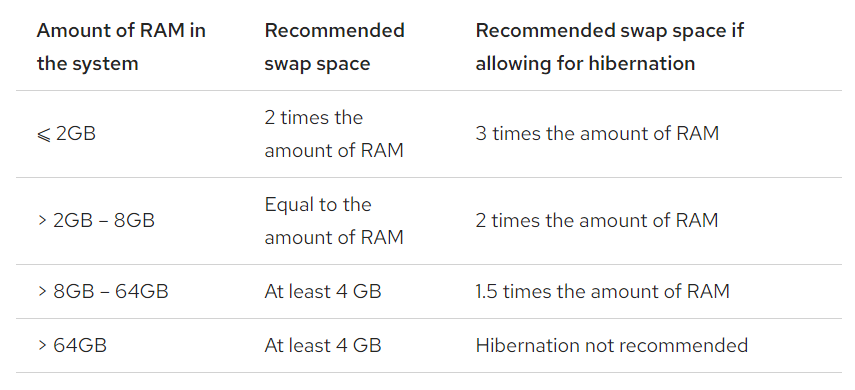 Amount of RAM in the system
Recommended swap space
Recommended swap space if allowing for hibernation
⩽ 2GB
2 times the amount of RAM
3 times the amount of RAM
> 2GB – 8GB
Equal to the amount of RAM
2 times the amount of RAM
> 8GB – 64GB
At least 4 GB
1.5 times the amount of RAM
> 64GB
At least 4 GB
Hibernation not recommended